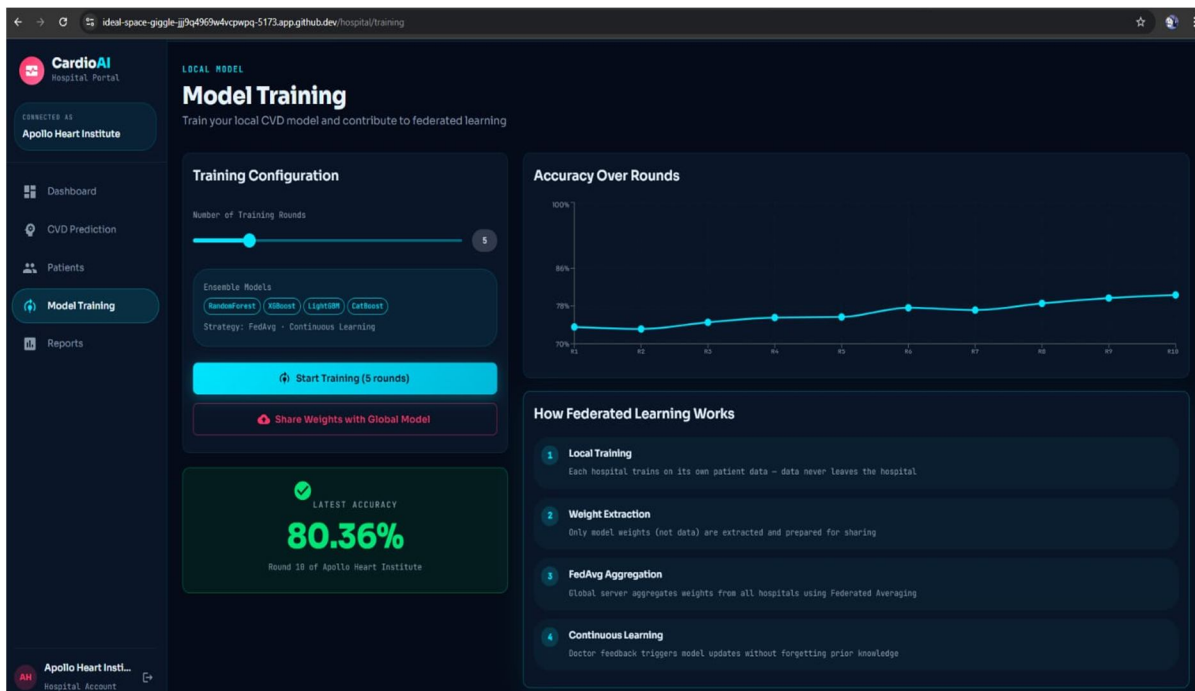 ideal-space-giggle-jjj9q4969w4vcpwpq-5173.app.github.dev/hospital/training
CardioAI
Hospital Portal
CONNECTED AS
Apollo Heart Institute
Dashboard
CVD Prediction
Patients
Model Training
Reports
AH
Apollo Heart Insti...
Hospital Account
LOCAL MODEL
Model Training
Train your local CVD model and contribute to federated learning
Training Configuration
Number of Training Rounds
5
Ensemble Models
RandomForest
XGBoost
LightGBM
CatBoost
Strategy: FedAvg · Continuous Learning
Start Training (5 rounds)
Share Weights with Global Model
LATEST ACCURACY
80.36%
Round 10 of Apollo Heart Institute
Accuracy Over Rounds
100%
86%
78%
70%
R1 R2 R3 R4 R5 R6 R7 R8 R9 R10
How Federated Learning Works
1
Local Training
Each hospital trains on its own patient data — data never leaves the hospital
2
Weight Extraction
Only model weights (not data) are extracted and prepared for sharing
3
FedAvg Aggregation
Global server aggregates weights from all hospitals using Federated Averaging
4
Continuous Learning
Doctor feedback triggers model updates without forgetting prior knowledge